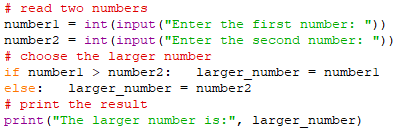 # read two numbers
number1 = int(input("Enter the first number: "))
number2 = int(input("Enter the second number: "))
# choose the larger number
if number1 > number2:   larger_number = number1
else:   larger_number = number2
# print the result
print("The larger number is:", larger_number)